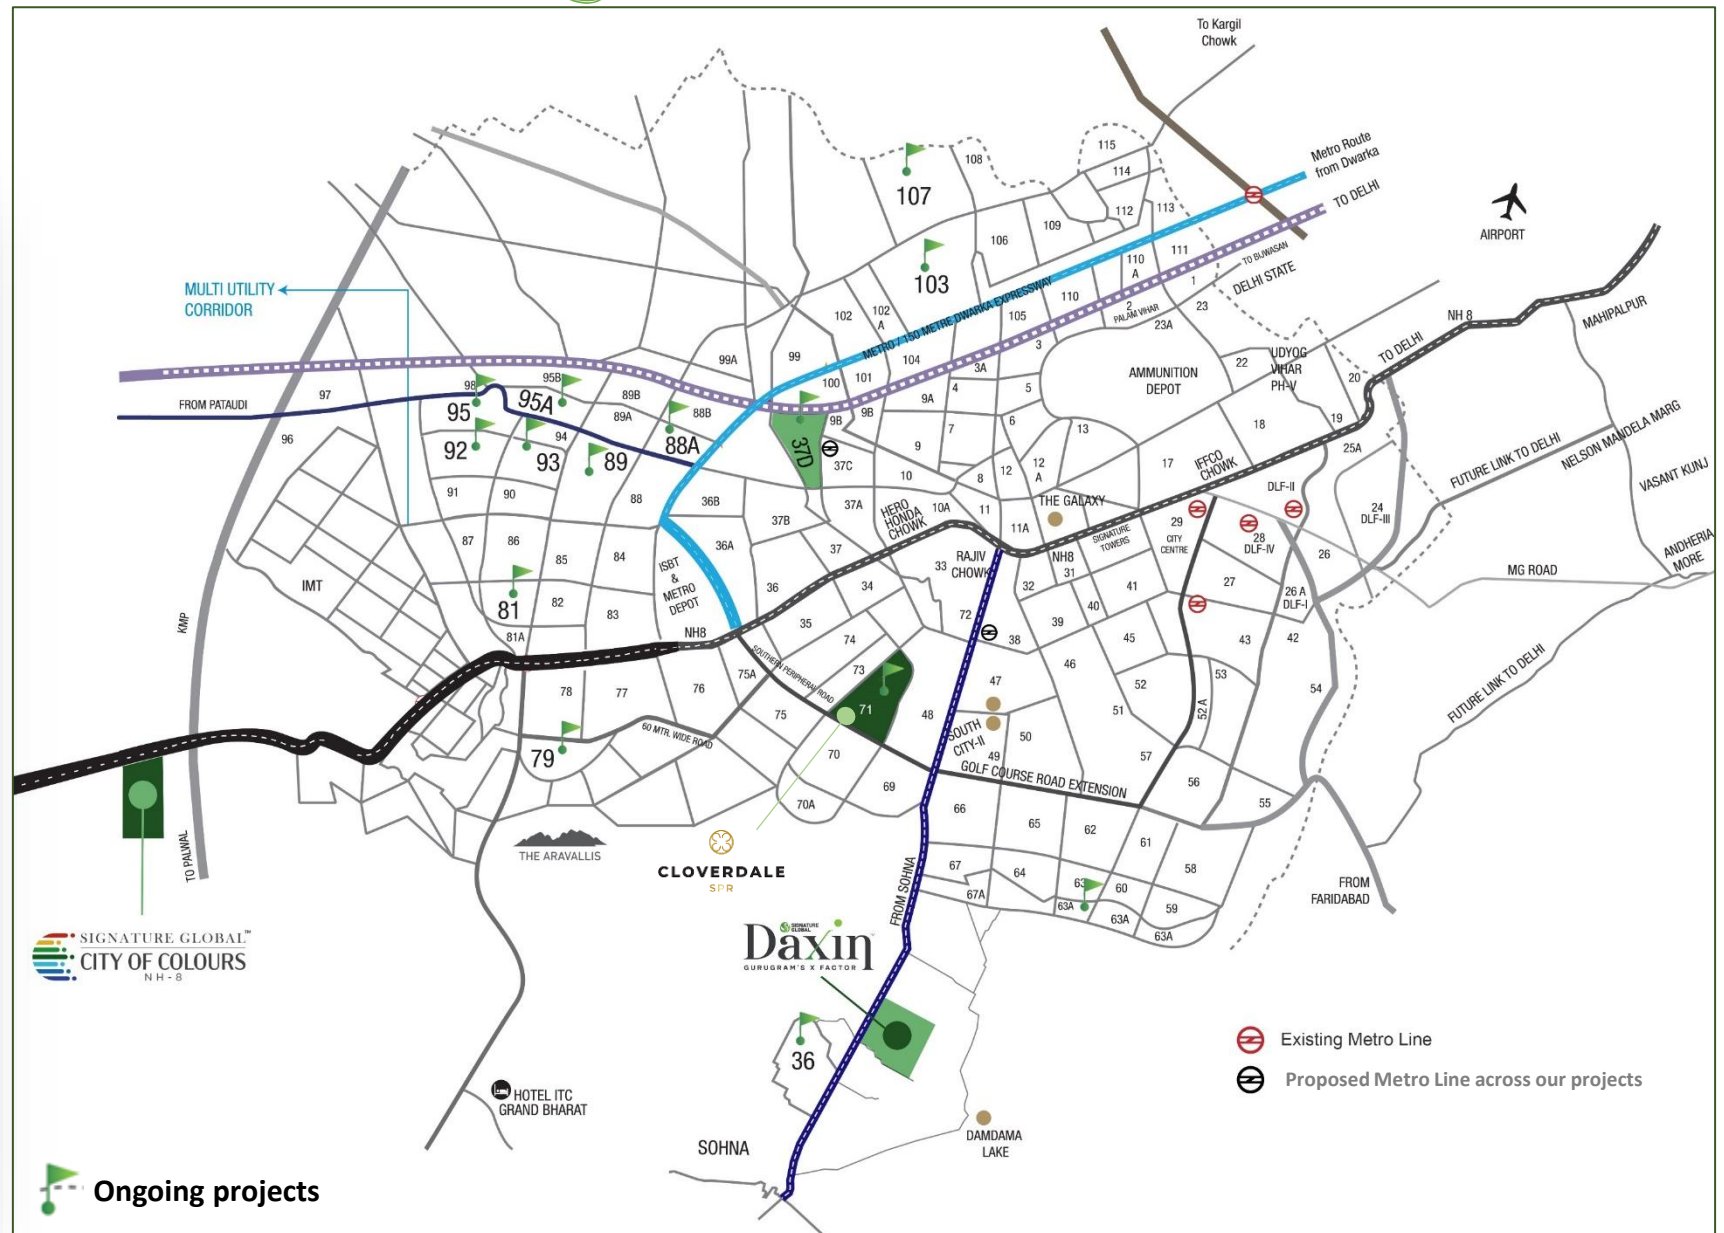 To Kargil
Chowk
Metro Route
from Dwarka
TO DELHI
AIRPORT
115
114
108
107
113
112
109
106
111
110
A
TO BIJWASAN
DELHI STATE
103
MULTI UTILITY
CORRIDOR
METRO / 150 METRE DWARKA EXPRESSWAY
110
1
2
23
PALAM VIHAR
23A
102
102
A
105
NH 8
MAHIPALPUR
TO DELHI
99A
99
104
3
3A
22
UDYOG
VIHAR
PH-V
AMMUNITION
DEPOT
20
100
101
98
95B
97
FROM PATAUDI
95
95A
89B
89A
88B
88A
4
5
9A
9B
9B
37D
37C
7
6
9
13
18
19
25A
NELSON MANDELA MARG
FUTURE LINK TO DELHI
VASANT KUNJ
96
92
93
94
89
17
IFFCO
CHOWK
DLF-II
10
8
12
12
A
THE GALAXY
91
90
88
36B
37A
HERO
HONDA
CHOWK
10A
11
11A
24
DLF-III
37B
SIGNATURE
TOWERS
29
CITY
CENTRE
28
DLF-IV
26
ANDHERIA
MORE
87
86
85
84
36A
37
RAJIV
CHOWK
33
NH8
31
32
MG ROAD
IMT
ISBT
&
METRO
DEPOT
36
34
41
27
26 A
DLF-I
KMP
81
82
83
72
40
39
38
81A
NH8
35
74
45
43
42
SOUTHERN PERIPHERAL ROAD
73
46
FUTURE LINK TO DELHI
78
77
76
75A
47
52
53
54
71
48
51
52 A
75
60 MTR. WIDE ROAD
SOUTH
CITY-II
49
50
79
70
57
GOLF COURSE ROAD EXTENSION
69
56
70A
66
55
65
62
61
THE ARAVALLIS
CLOVERDALE
SPR
TO PALWAL
67
64
58
63
60
FROM
FARIDABAD
67A
63A
59
63A
63A
FROM SOHNA
SIGNATURE GLOBAL™
CITY OF COLOURS
NH-8
SIGNATURE
GLOBAL
Daxin
GURUGRAM'S X FACTOR
36
Existing Metro Line
Proposed Metro Line across our projects
HOTEL ITC
GRAND BHARAT
DAMDAMA
LAKE
SOHNA
Ongoing projects